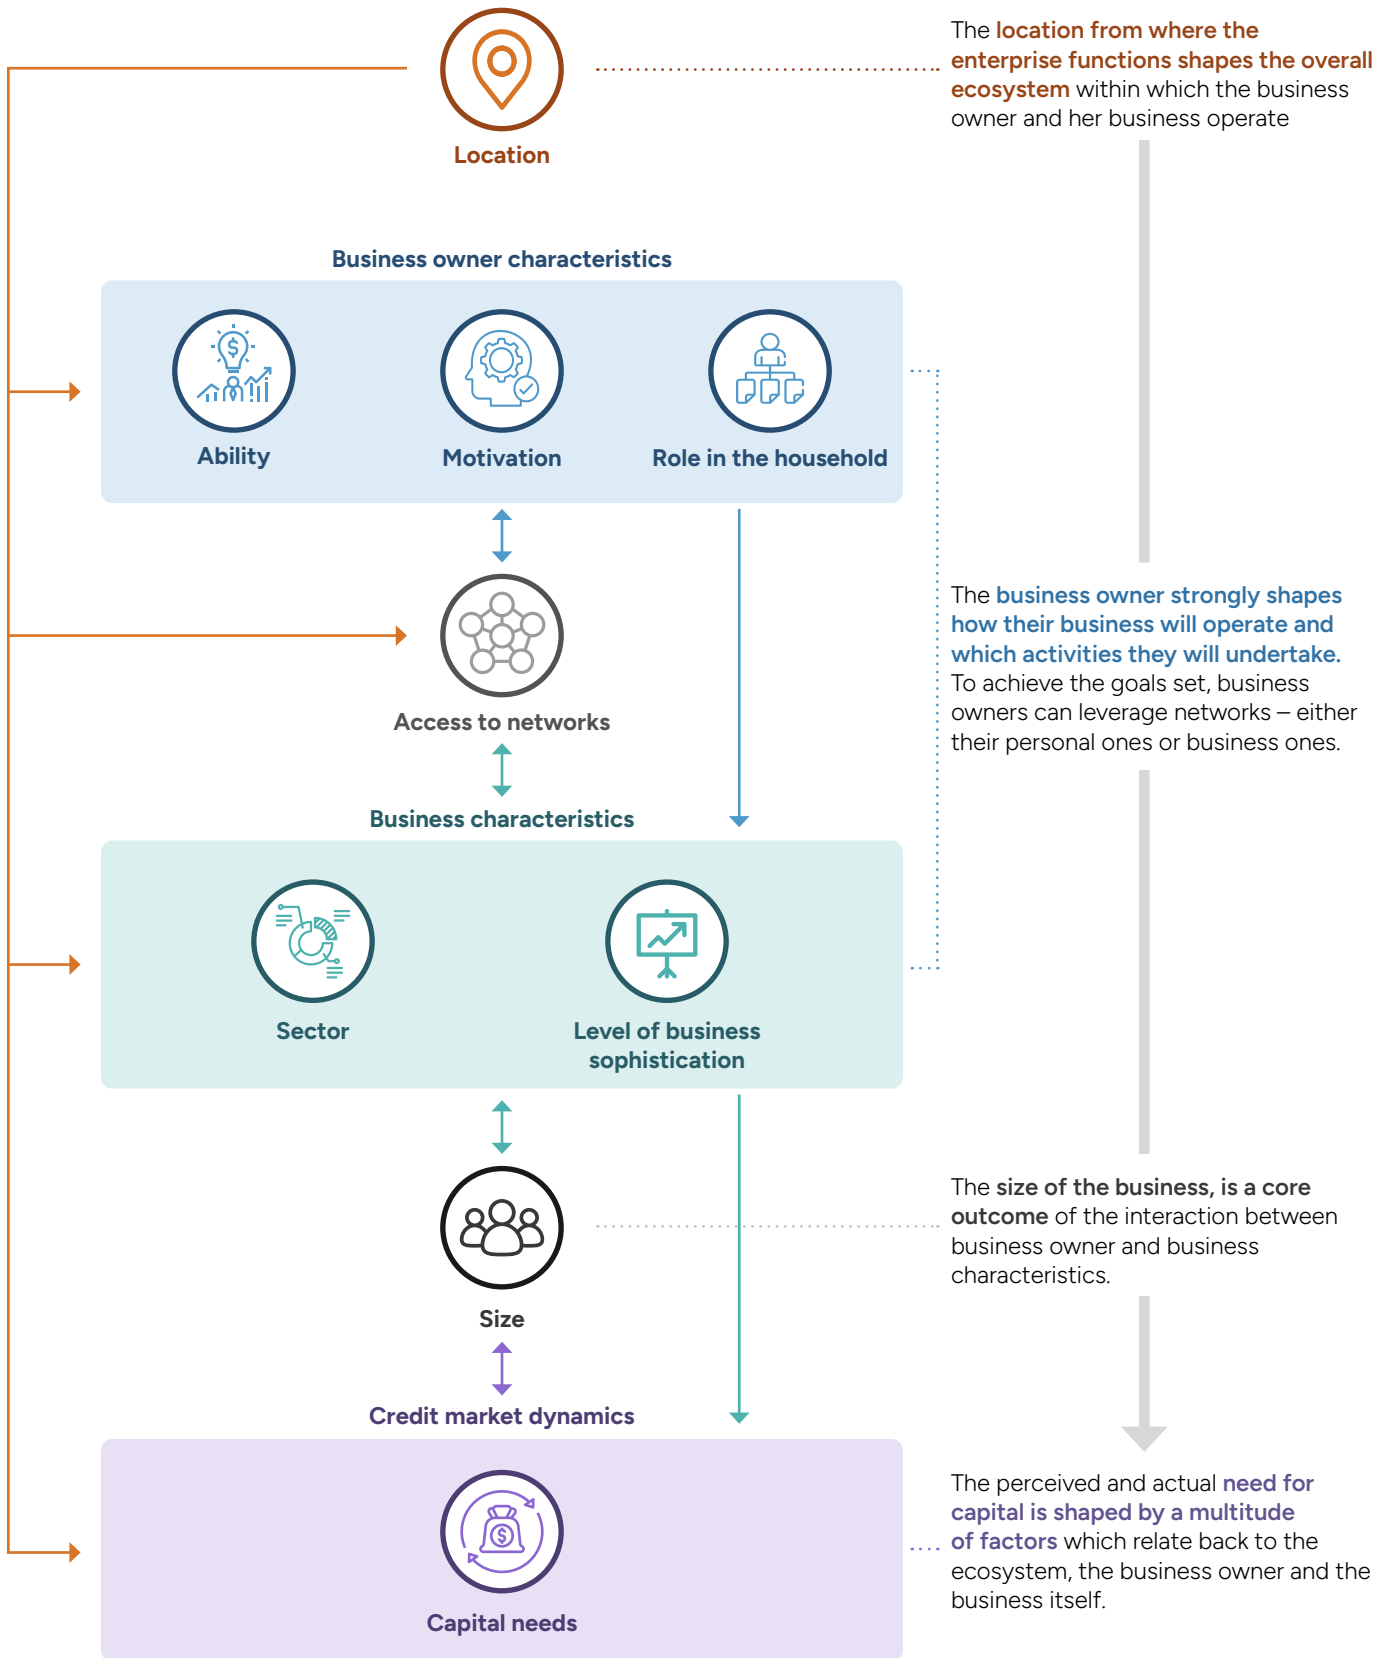 The location from where the
enterprise functions shapes the overall
ecosystem within which the business
owner and her business operate
Location
Business owner characteristics
Ability
Motivation
Role in the household
The business owner strongly shapes
how their business will operate and
which activities they will undertake.
To achieve the goals set, business
owners can leverage networks – either
their personal ones or business ones.
Access to networks
Business characteristics
Sector
Level of business
sophistication
The size of the business, is a core
outcome of the interaction between
business owner and business
characteristics.
Size
Credit market dynamics
The perceived and actual need for
capital is shaped by a multitude
of factors which relate back to the
ecosystem, the business owner and the
business itself.
Capital needs